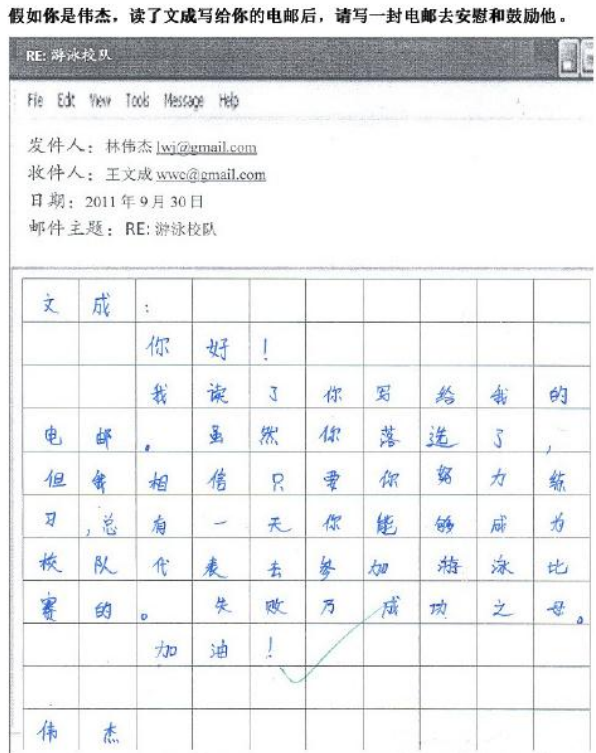 假如你是伟杰，读了文成写给你的电邮后，请写一封电邮去安慰和鼓励他。
RE: 游泳校队
File Edit View Tools Message Help
发件人：林伟杰 lwj@gmail.com
收件人：王文成 wwc@gmail.com
日期：2011年9月30日
邮件主题：RE: 游泳校队
文成：
你好！
我读了你写给我的
电邮。虽然你落选了，
但我相信只要你努力练
习，总有一天你能够成为
校队代表去参加游泳比
赛的。失败万成功之母。
加油！
伟杰